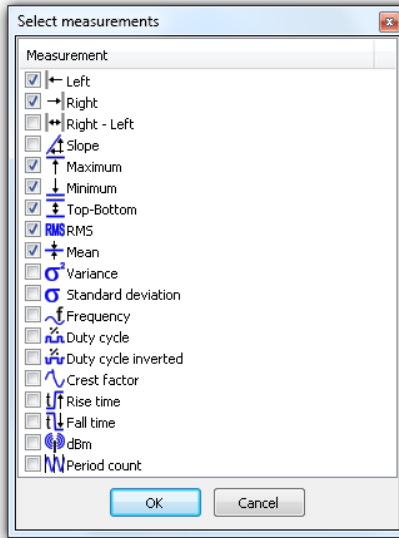 Select measurements
Measurement
Left
Right
Right - Left
Slope
Maximum
Minimum
Top-Bottom
RMS RMS
Mean
σ² Variance
σ Standard deviation
f Frequency
% Duty cycle
% Duty cycle inverted
Crest factor
t Rise time
t Fall time
dBm
Period count
OK
Cancel